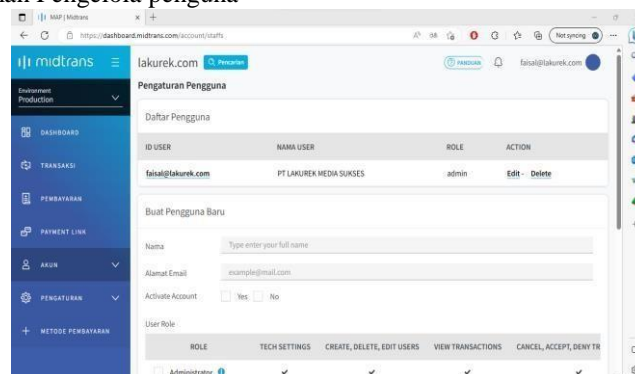 MAP | Midtrans
https://dashboard.midtrans.com/account/staffs
Not syncing
midtrans
lakurek.com Pencarian PANDUAN faisal@lakurek.com
Environment
Production
Pengaturan Pengguna
Daftar Pengguna
ID USER NAMA USER ROLE ACTION
faisal@lakurek.com PT LAKUREK MEDIA SUKSES admin Edit - Delete
DASHBOARD
TRANSAKSI
PEMBAYARAN
PAYMENT LINK
AKUN
PENGATURAN
METODE PEMBAYARAN
Buat Pengguna Baru
Nama Type enter your full name
Alamat Email example@mail.com
Activate Account Yes No
User Role
ROLE TECH SETTINGS CREATE, DELETE, EDIT USERS VIEW TRANSACTIONS CANCEL, ACCEPT, DENY TR
Administrator